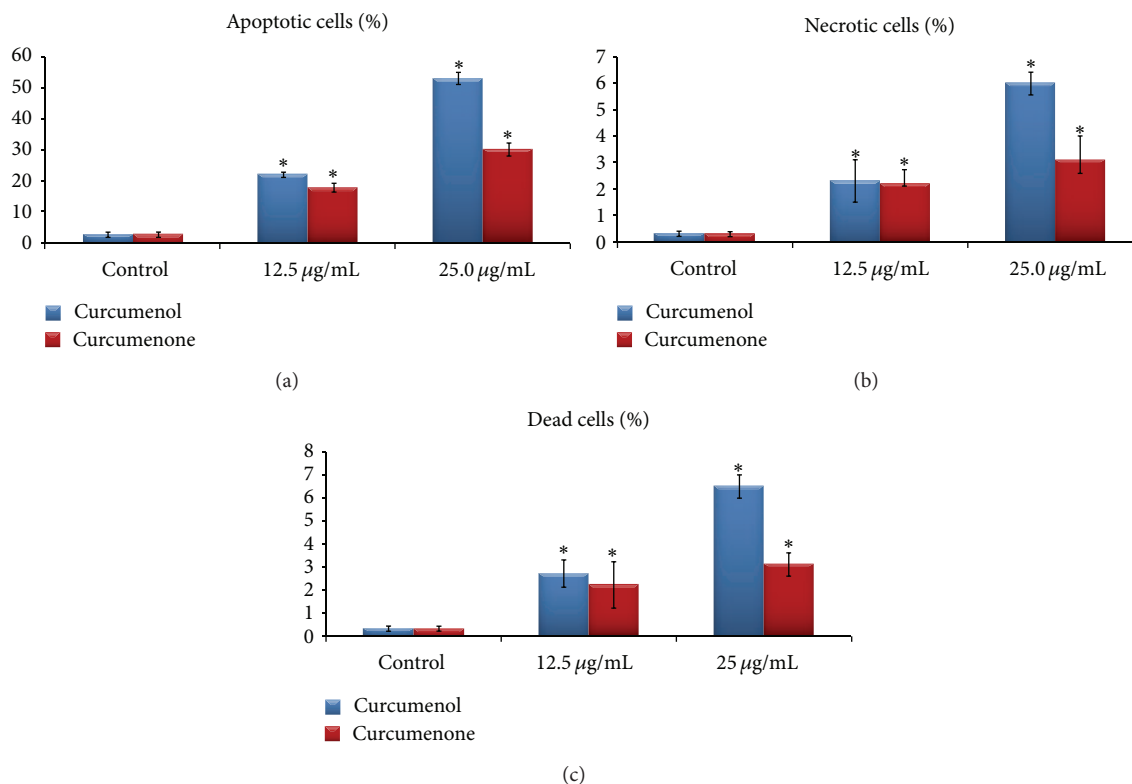 Apoptotic cells (%)
60
50
40
30
20
10
0
* * * *
Control 12.5 μg/mL 25.0 μg/mL
Curcumenol
Curcumenone
(a)
Necrotic cells (%)
7
6
5
4
3
2
1
0
* * * *
Control 12.5 μg/mL 25.0 μg/mL
Curcumenol
Curcumenone
(b)
Dead cells (%)
8
7
6
5
4
3
2
1
0
* * * *
Control 12.5 μg/mL 25 μg/mL
Curcumenol
Curcumenone
(c)